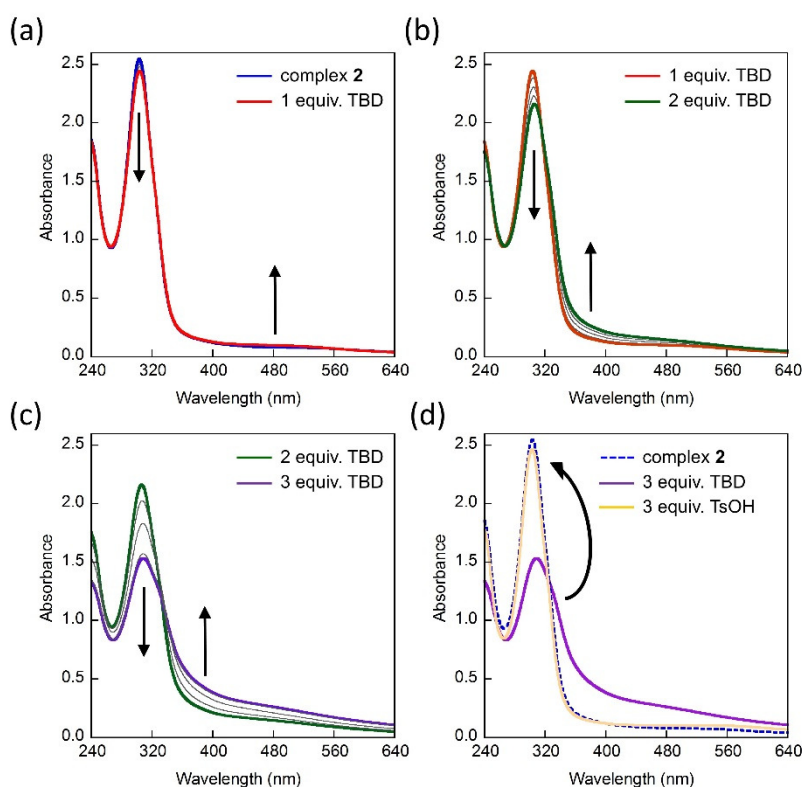 (a)
2.5
2.0
1.5
1.0
0.5
0.0
Absorbance
complex 2
1 equiv. TBD
240 320 400 480 560 640
Wavelength (nm)
(b)
2.5
2.0
1.5
1.0
0.5
0.0
Absorbance
1 equiv. TBD
2 equiv. TBD
240 320 400 480 560 640
Wavelength (nm)
(c)
2.5
2.0
1.5
1.0
0.5
0.0
Absorbance
2 equiv. TBD
3 equiv. TBD
240 320 400 480 560 640
Wavelength (nm)
(d)
2.5
2.0
1.5
1.0
0.5
0.0
Absorbance
complex 2
3 equiv. TBD
3 equiv. TsOH
240 320 400 480 560 640
Wavelength (nm)